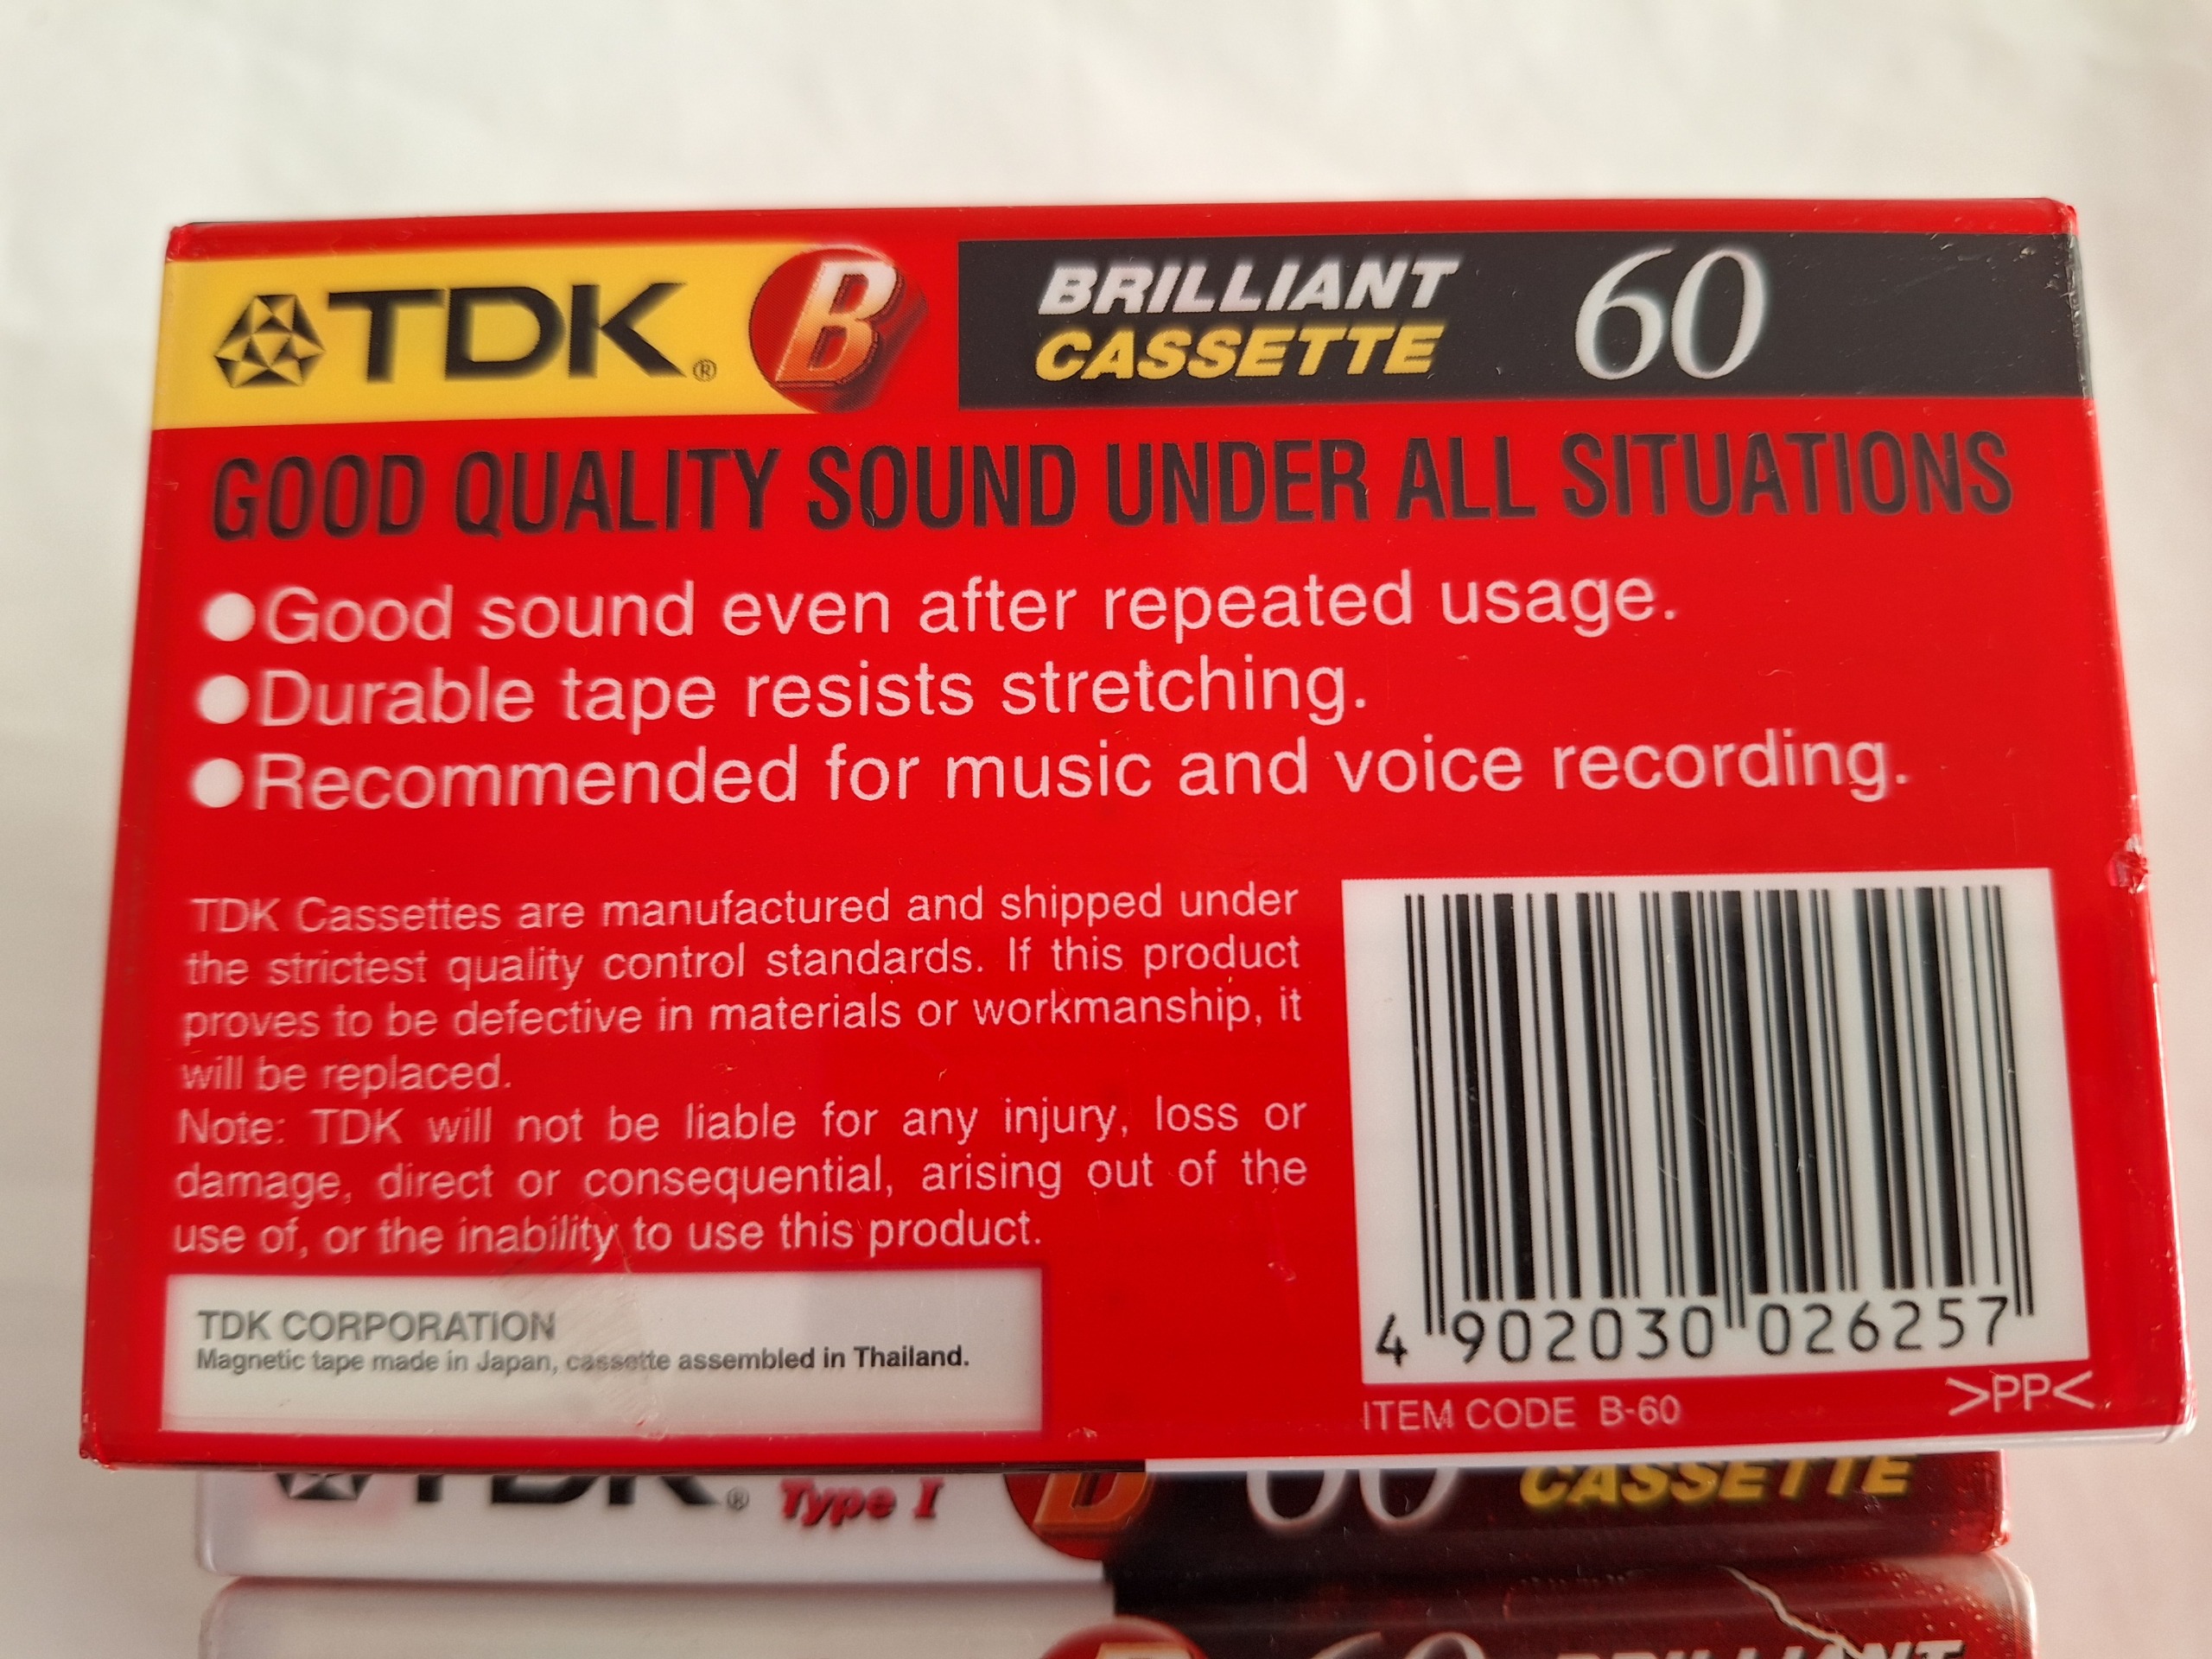 TDK® B BRILLIANT CASSETTE 60
GOOD QUALITY SOUND UNDER ALL SITUATIONS
●Good sound even after repeated usage.
●Durable tape resists stretching.
●Recommended for music and voice recording.
TDK Cassettes are manufactured and shipped under
the strictest quality control standards. If this product
proves to be defective in materials or workmanship, it
will be replaced.
Note: TDK will not be liable for any injury, loss or
damage, direct or consequential, arising out of the
use of, or the inability to use this product.
TDK CORPORATION
Magnetic tape made in Japan, cassette assembled in Thailand.
4 902030 026257
ITEM CODE B-60
>PP<
TDK® Type I B 60 CASSETTE
60 BRILLIANT